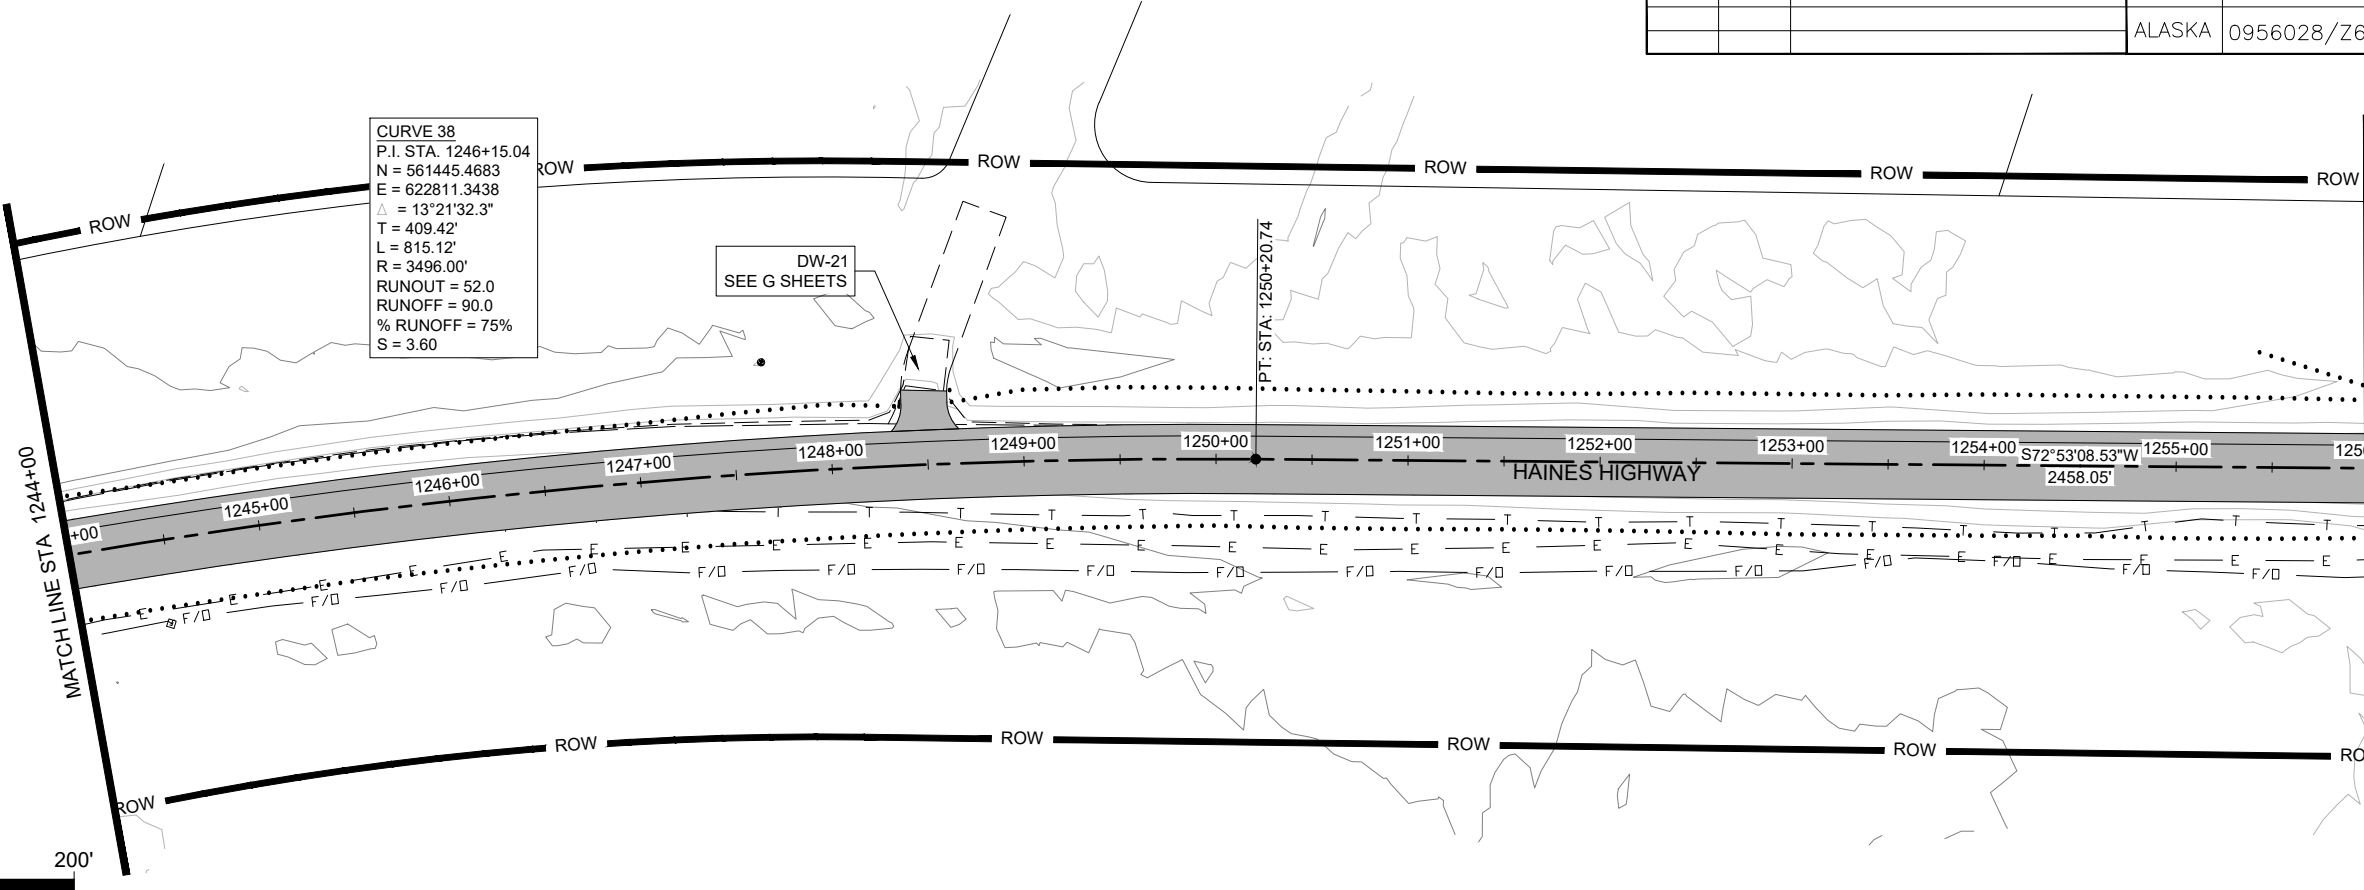 ALASKA 0956028/Z6
CURVE 38
P.I. STA. 1246+15.04
N = 561445.4683
E = 622811.3438
Δ = 13°21'32.3"
T = 409.42'
L = 815.12'
R = 3496.00'
RUNOUT = 52.0
RUNOFF = 90.0
% RUNOFF = 75%
S = 3.60
ROW ROW ROW ROW ROW ROW
DW-21
SEE G SHEETS
PT: STA: 1250+20.74
MATCH LINE STA 1244+00
+00 1245+00 1246+00 1247+00 1248+00 1249+00 1250+00 1251+00 1252+00 1253+00 1254+00 1255+00 125
S72°53'08.53"W
2458.05'
HAINES HIGHWAY
T T T T T T T T T T T T T T T T T T
E E E E E E E E E E E E E E E E E E E E E E E E E
F/O F/O F/O F/O F/O F/O F/O F/O F/O F/O F/O F/O F/O F/O F/O F/O F/O
ROW ROW ROW ROW ROW RO
200'